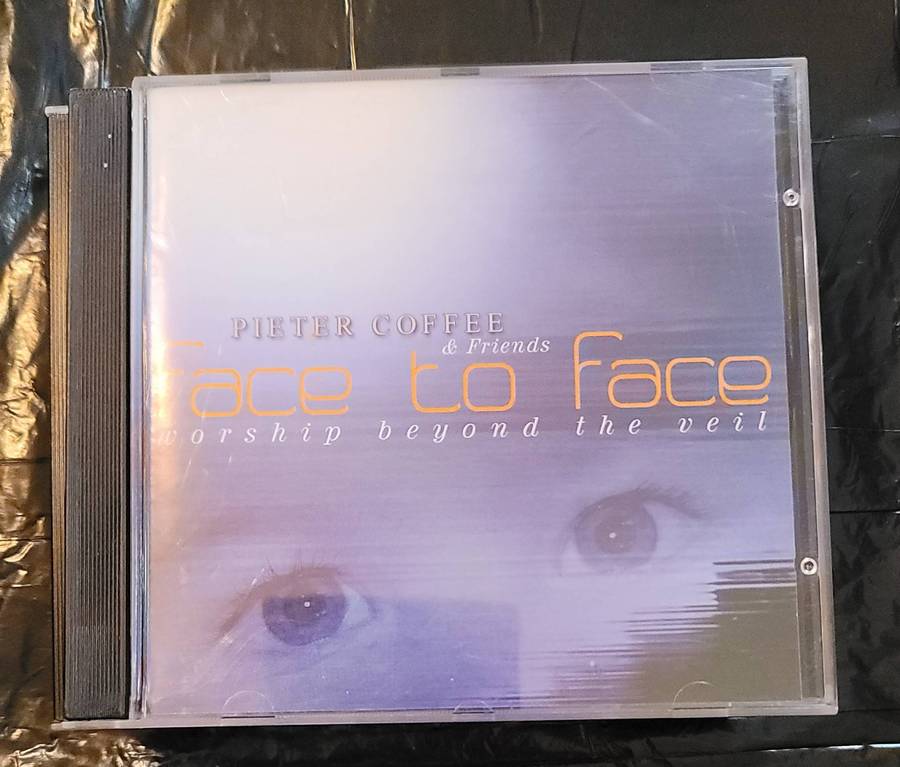 PIETER COFFEE
& Friends
face to face
worship beyond the veil